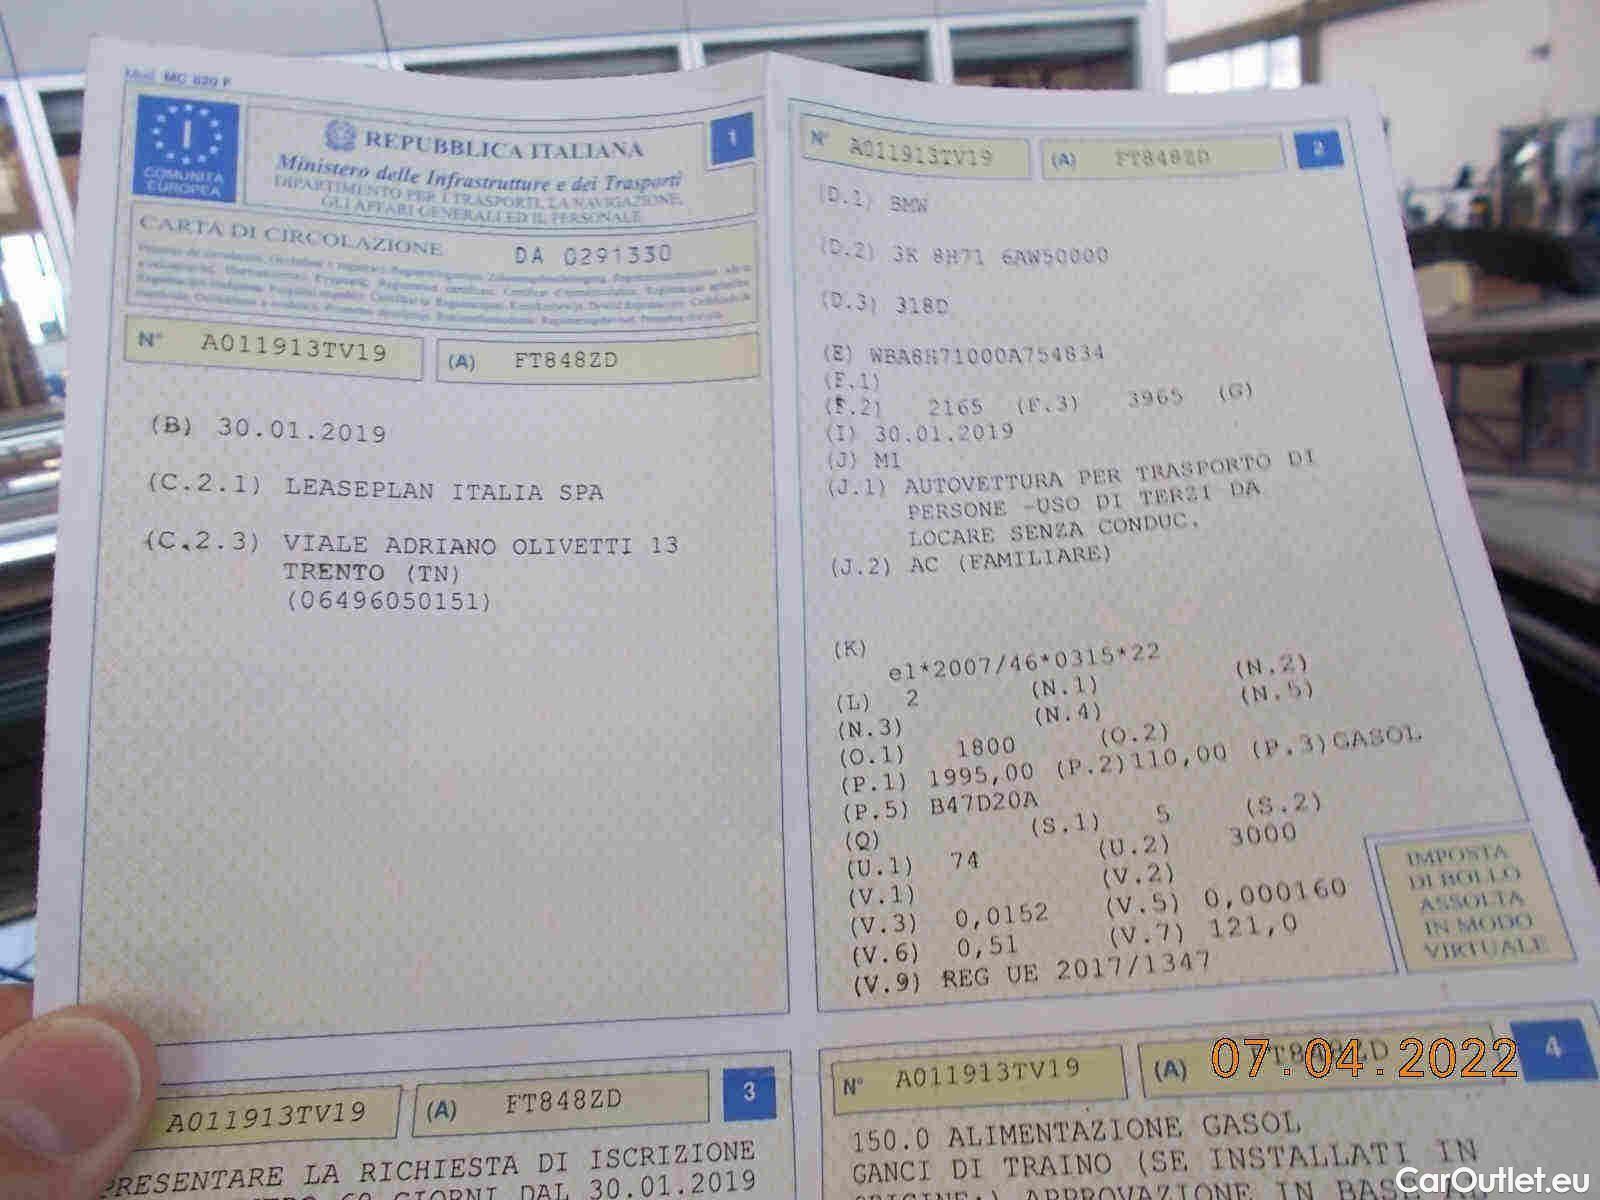 Mod. MC 820 F
COMUNITA
EUROPEA
REPUBBLICA ITALIANA
Ministero delle Infrastrutture e dei Trasporti
DIPARTIMENTO PER I TRASPORTI, LA NAVIGAZIONE,
GLI AFFARI GENERALI ED IL PERSONALE
1
CARTA DI CIRCOLAZIONE DA 0291330
N° A011913TV19 (A) FT848ZD
(B) 30.01.2019
(C.2.1) LEASEPLAN ITALIA SPA
(C.2.3) VIALE ADRIANO OLIVETTI 13
TRENTO (TN)
(06496050151)
N° A011913TV19 (A) FT848ZD 2
(D.1) BMW
(D.2) 3K 8H71 6AW50000
(D.3) 318D
(E) WBA8H71000A754834
(F.1)
(F.2) 2165 (F.3) 3965 (G)
(I) 30.01.2019
(J) M1
(J.1) AUTOVETTURA PER TRASPORTO DI
PERSONE -USO DI TERZI DA
LOCARE SENZA CONDUC.
(J.2) AC (FAMILIARE)
(K)
e1*2007/46*0315*22
(L) 2 (N.1) (N.2)
(N.3) (N.4) (N.5)
(O.1) 1800 (O.2)
(P.1) 1995,00 (P.2)110,00 (P.3)GASOL
(P.5) B47D20A
(Q) (S.1) 5 (S.2)
(U.1) 74 (U.2) 3000
(V.1) (V.2)
(V.3) 0,0152 (V.5) 0,000160
(V.6) 0,51 (V.7) 121,0
(V.9) REG UE 2017/1347
IMPOSTA
DI BOLLO
ASSOLTA
IN MODO
VIRTUALE
A011913TV19 (A) FT848ZD 3
PRESENTARE LA RICHIESTA DI ISCRIZIONE
60 GIORNI DAL 30.01.2019
N° A011913TV19 (A) FT848ZD 4
07.04.2022
150.0 ALIMENTAZIONE GASOL
GANCI DI TRAINO (SE INSTALLATI IN
ORIGINE:) APPROVAZIONE IN BASE
CarOutlet.eu